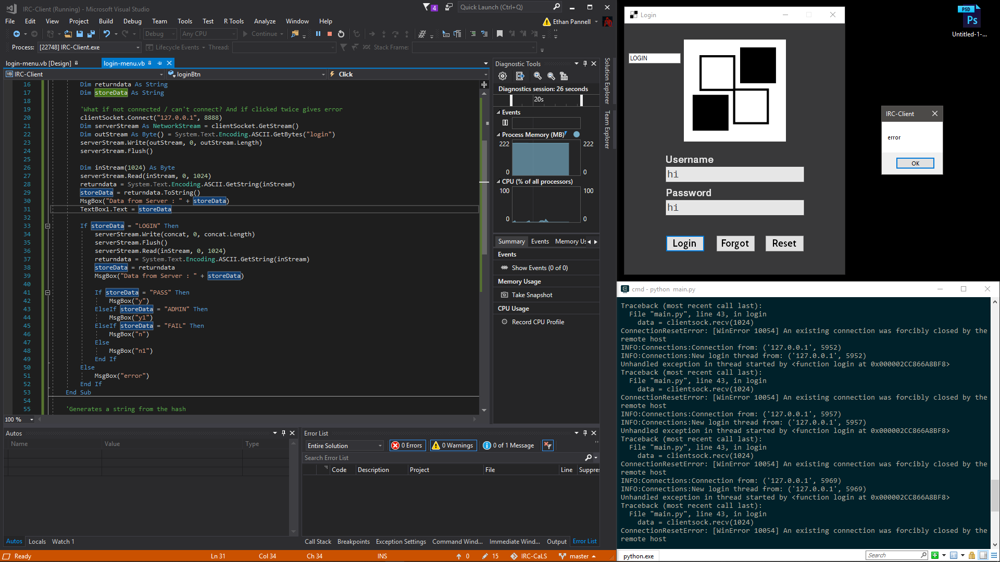 IRC-Client (Running) - Microsoft Visual Studio
4
Quick Launch (Ctrl+Q)
File Edit View Project Build Debug Team Tools Test R Tools Analyze Window Help
Ethan Pannell
Debug Any CPU Continue
Process: [22748] IRC-Client.exe Lifecycle Events Thread: Stack Frame:
login-menu.vb [Design] login-menu.vb
VB IRC-Client loginBtn Click
16 Dim returndata As String
17 Dim storeData As String
18
19 'What if not connected / can't connect? And if clicked twice gives error
20 clientSocket.Connect("127.0.0.1", 8888)
21 Dim serverStream As NetworkStream = clientSocket.GetStream()
22 Dim outStream As Byte() = System.Text.Encoding.ASCII.GetBytes("login")
23 serverStream.Write(outStream, 0, outStream.Length)
24 serverStream.Flush()
25
26 Dim inStream(1024) As Byte
27 serverStream.Read(inStream, 0, 1024)
28 returndata = System.Text.Encoding.ASCII.GetString(inStream)
29 storeData = returndata.ToString()
30 MsgBox("Data from Server : " + storeData)
31 TextBox1.Text = storeData
32
33 If storeData = "LOGIN" Then
34 serverStream.Write(concat, 0, concat.Length)
35 serverStream.Flush()
36 serverStream.Read(inStream, 0, 1024)
37 returndata = System.Text.Encoding.ASCII.GetString(inStream)
38 storeData = returndata
39 MsgBox("Data from Server : " + storeData)
40
41 If storeData = "PASS" Then
42 MsgBox("y")
43 ElseIf storeData = "ADMIN" Then
44 MsgBox("y1")
45 ElseIf storeData = "FAIL" Then
46 MsgBox("n")
47 Else
48 MsgBox("n1")
49 End If
50 Else
51 MsgBox("error")
52 End If
53 End Sub
54
55 'Generates a string from the hash
100 %
Diagnostic Tools
Diagnostics session: 26 seconds
20s
Events
Process Memory (MB)
222 222
0 0
CPU (% of all processors)
100 100
0 0
Summary Events Memory Us
Events
Show Events (0 of 0)
Memory Usage
Take Snapshot
CPU Usage
Record CPU Profile
Solution Explorer
Team Explorer
Autos
Name Value Type
Autos Locals Watch 1
Error List
Entire Solution 0 Errors 0 Warnings 0 of 1 Message
Search Error List
Code Description Project File Line Suppres
Call Stack Breakpoints Exception Settings Command Wind... Immediate Wind... Output Error List
Ready Ln 31 Col 34 Ch 34 INS 0 15 IRC-CaLS master
Login
LOGIN
Username
hi
Password
hi
Login Forgot Reset
IRC-Client
error
OK
PSD
Ps
Untitled-1-...
cmd - python main.py
Traceback (most recent call last):
File "main.py", line 43, in login
data = clientsock.recv(1024)
ConnectionResetError: [WinError 10054] An existing connection was forcibly closed by the
remote host
INFO:Connections:Connection from: ('127.0.0.1', 5952)
INFO:Connections:New login thread from: ('127.0.0.1', 5952)
Unhandled exception in thread started by <function login at 0x000002CC866A8BF8>
Traceback (most recent call last):
File "main.py", line 43, in login
data = clientsock.recv(1024)
ConnectionResetError: [WinError 10054] An existing connection was forcibly closed by the
remote host
INFO:Connections:Connection from: ('127.0.0.1', 5957)
INFO:Connections:New login thread from: ('127.0.0.1', 5957)
Unhandled exception in thread started by <function login at 0x000002CC866A8BF8>
Traceback (most recent call last):
File "main.py", line 43, in login
data = clientsock.recv(1024)
ConnectionResetError: [WinError 10054] An existing connection was forcibly closed by the
remote host
INFO:Connections:Connection from: ('127.0.0.1', 5969)
INFO:Connections:New login thread from: ('127.0.0.1', 5969)
Unhandled exception in thread started by <function login at 0x000002CC866A8BF8>
Traceback (most recent call last):
File "main.py", line 43, in login
data = clientsock.recv(1024)
ConnectionResetError: [WinError 10054] An existing connection was forcibly closed by the
remote host
python.exe
Search